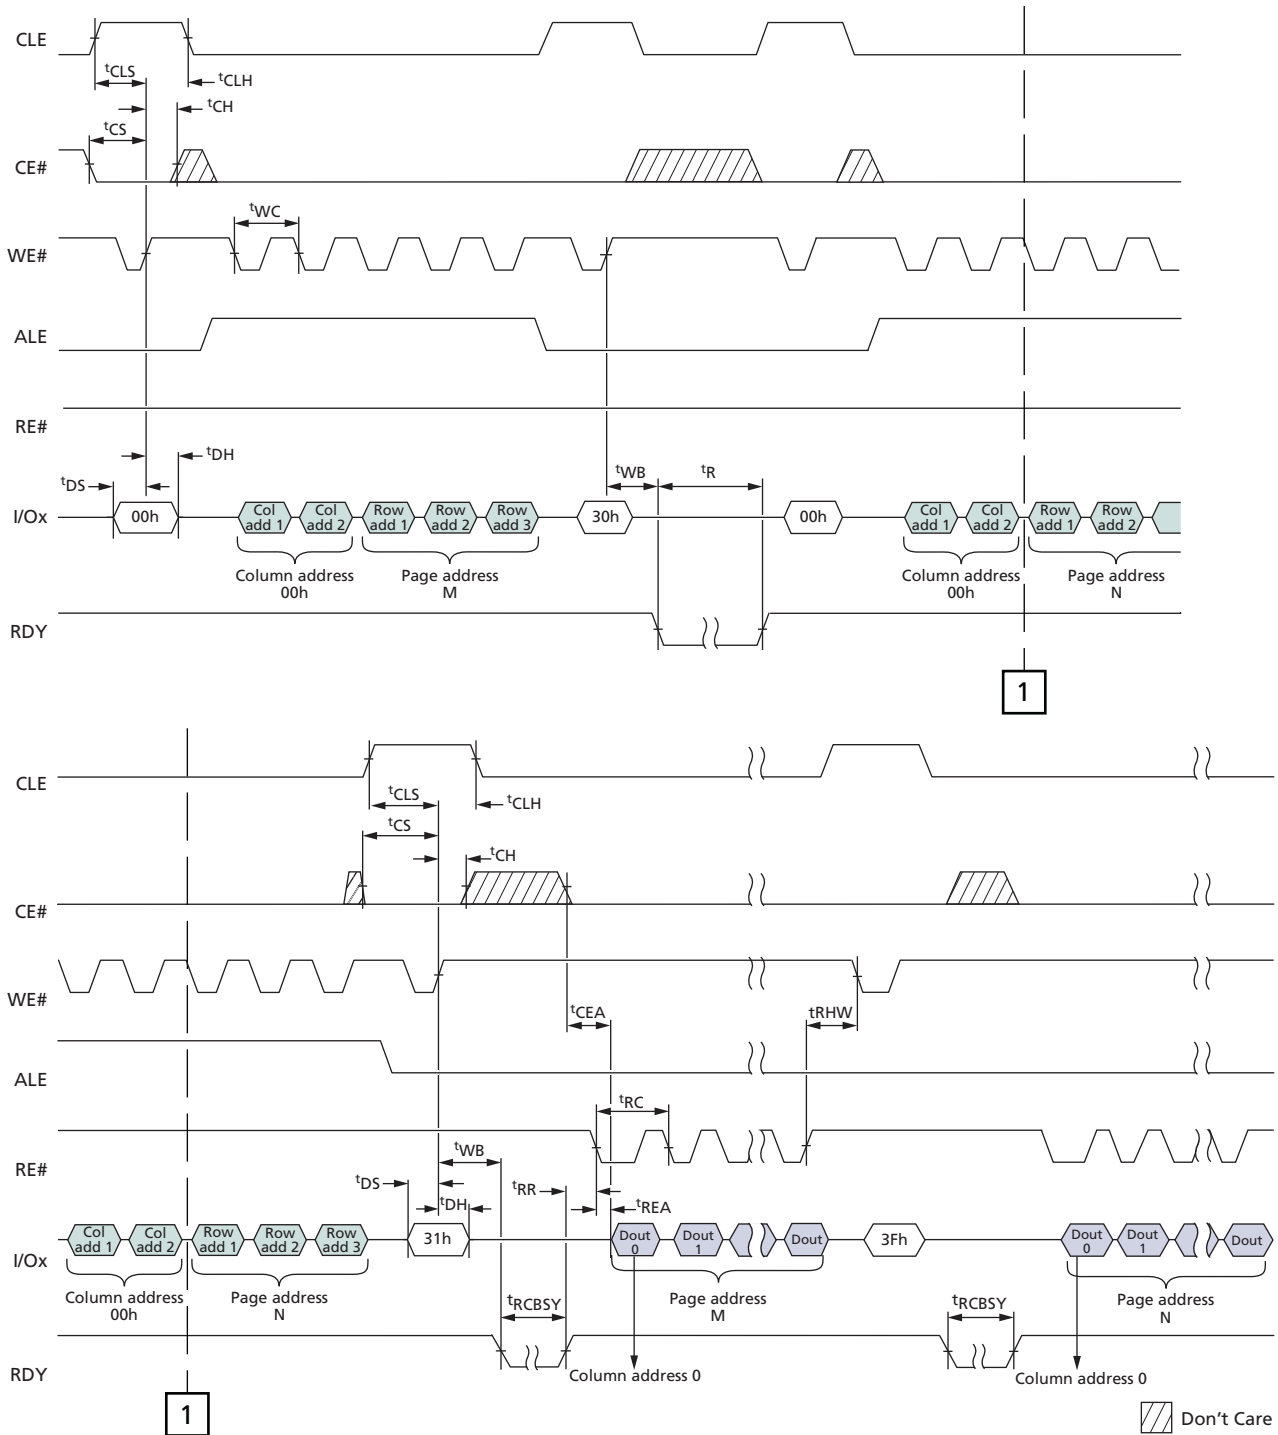 CLE
tCLS
tCLH
tCH
tCS
CE#
tWC
WE#
ALE
RE#
tDH
tDS
tWB
tR
I/Ox
00h
Col add 1
Col add 2
Row add 1
Row add 2
Row add 3
30h
00h
Col add 1
Col add 2
Row add 1
Row add 2
Column address
00h
Page address
M
Column address
00h
Page address
N
RDY
1
CLE
tCLS
tCLH
tCS
tCH
CE#
WE#
tCEA
tRHW
ALE
tRC
RE#
tWB
tDS
tDH
tRR
tREA
I/Ox
Col add 1
Col add 2
Row add 1
Row add 2
Row add 3
31h
Dout 0
Dout 1
Dout
3Fh
Dout 0
Dout 1
Dout
Column address
00h
Page address
N
tRCBSY
Page address
M
tRCBSY
Page address
N
RDY
Column address 0
Column address 0
1
Don't Care